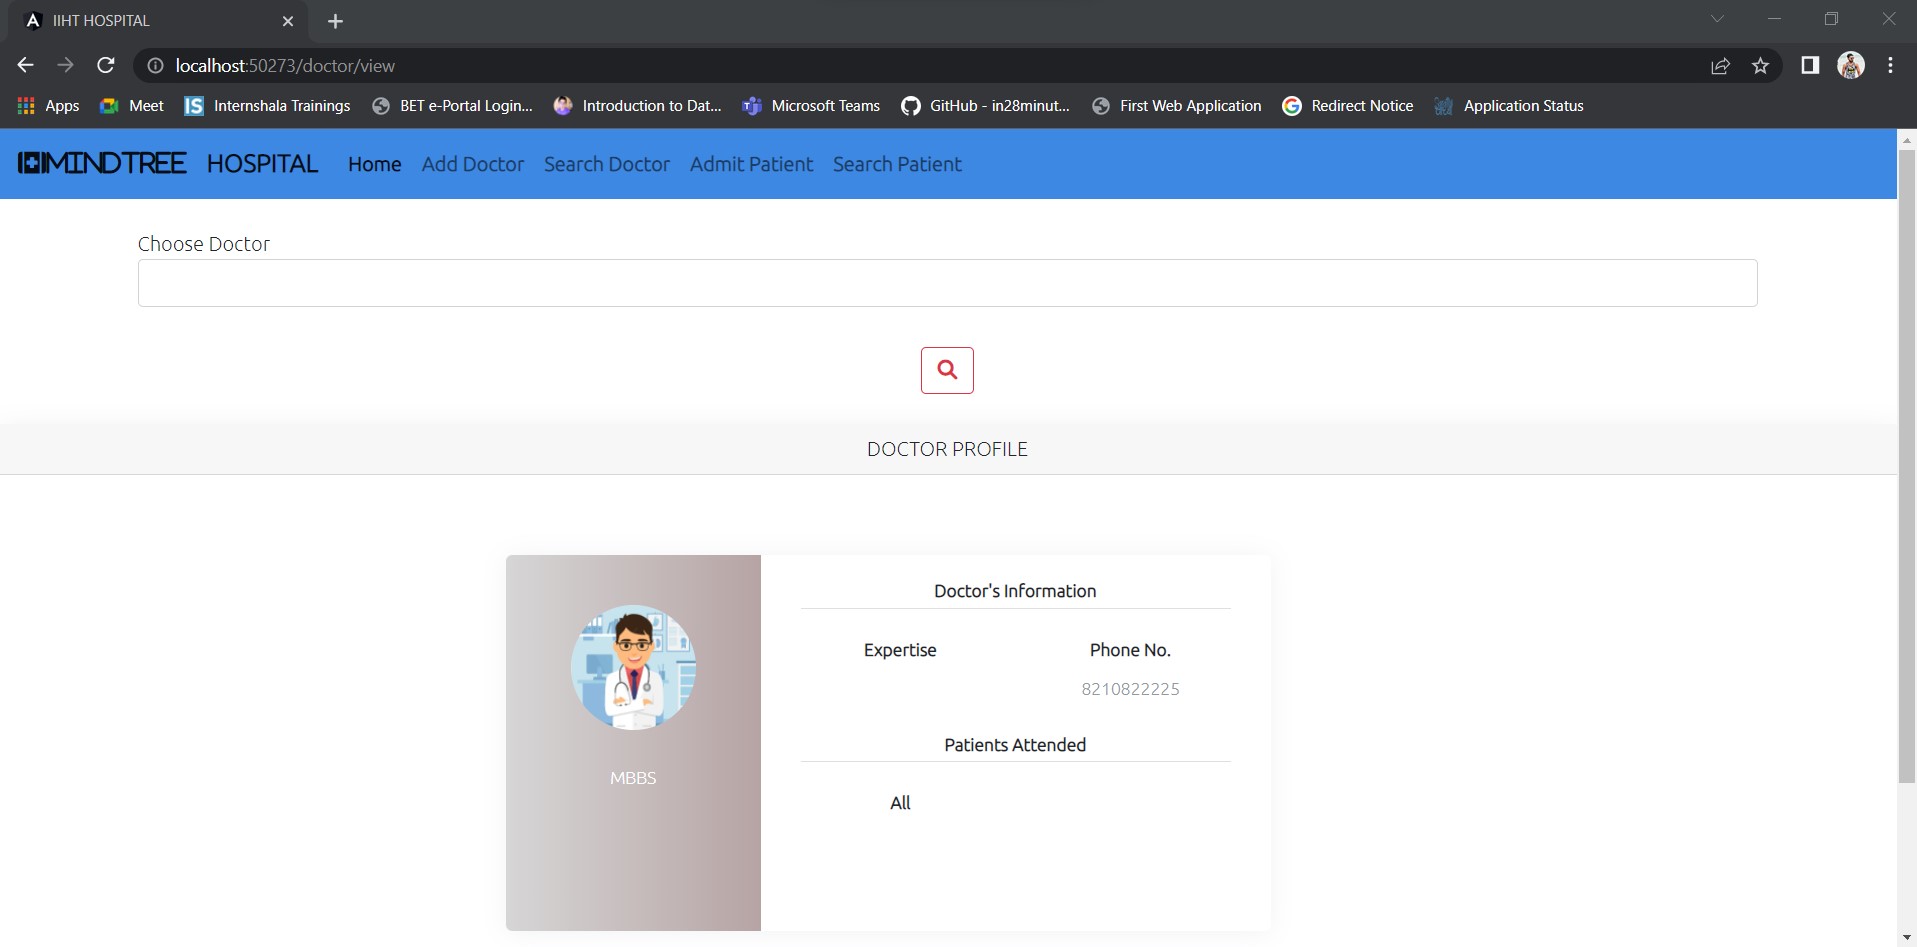 IIHT HOSPITAL
localhost:50273/doctor/view
Apps Meet Internshala Trainings BET e-Portal Login... Introduction to Dat... Microsoft Teams GitHub - in28minut... First Web Application Redirect Notice Application Status
MINDTREE HOSPITAL Home Add Doctor Search Doctor Admit Patient Search Patient
Choose Doctor
DOCTOR PROFILE
MBBS
Doctor's Information
Expertise Phone No.
8210822225
Patients Attended
All